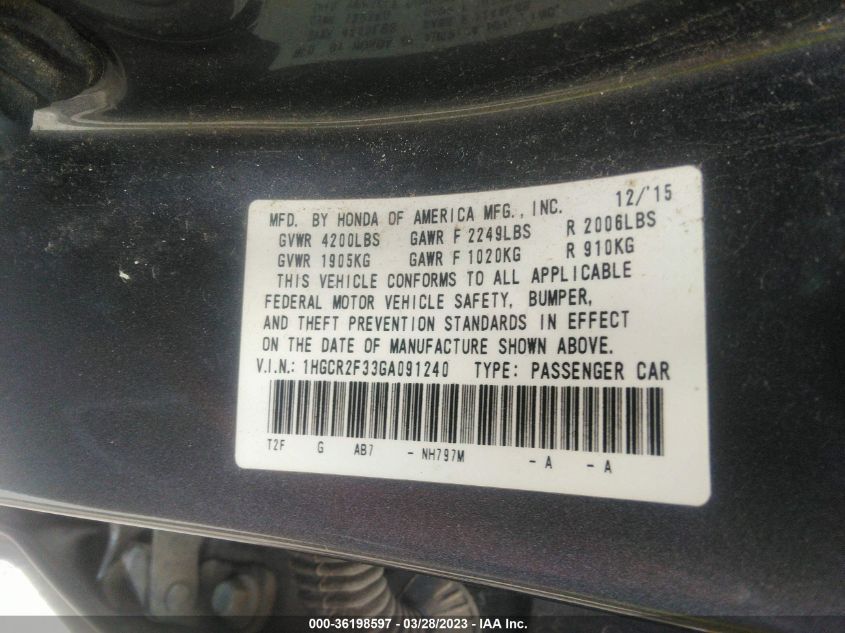 12/'15
MFD. BY HONDA OF AMERICA MFG., INC.
GVWR 4200LBS GAWR F 2249LBS R 2006LBS
GVWR 1905KG GAWR F 1020KG R 910KG
THIS VEHICLE CONFORMS TO ALL APPLICABLE
FEDERAL MOTOR VEHICLE SAFETY, BUMPER,
AND THEFT PREVENTION STANDARDS IN EFFECT
ON THE DATE OF MANUFACTURE SHOWN ABOVE.
V.I.N.: 1HGCR2F33GA091240 TYPE: PASSENGER CAR
T2F G AB7 - NH797M - A - A
000-36198597 / 03/28/2023 / © IAA Inc.